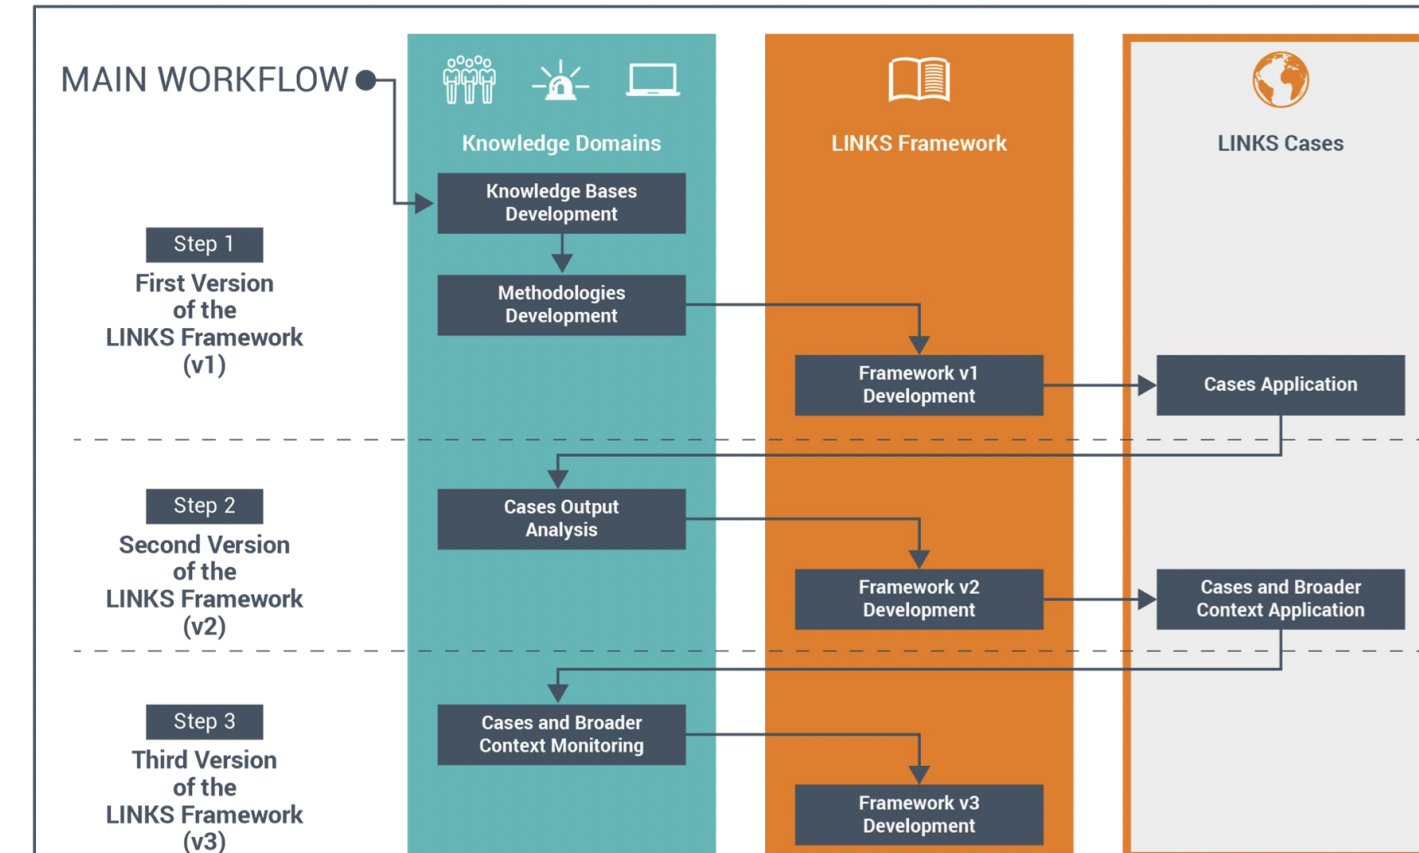 MAIN WORKFLOW
Knowledge Domains
LINKS Framework
LINKS Cases
Knowledge Bases
Development
Step 1
First Version
of the
LINKS Framework
(v1)
Methodologies
Development
Framework v1
Development
Cases Application
Step 2
Second Version
of the
LINKS Framework
(v2)
Cases Output
Analysis
Framework v2
Development
Cases and Broader
Context Application
Step 3
Third Version
of the
LINKS Framework
(v3)
Cases and Broader
Context Monitoring
Framework v3
Development